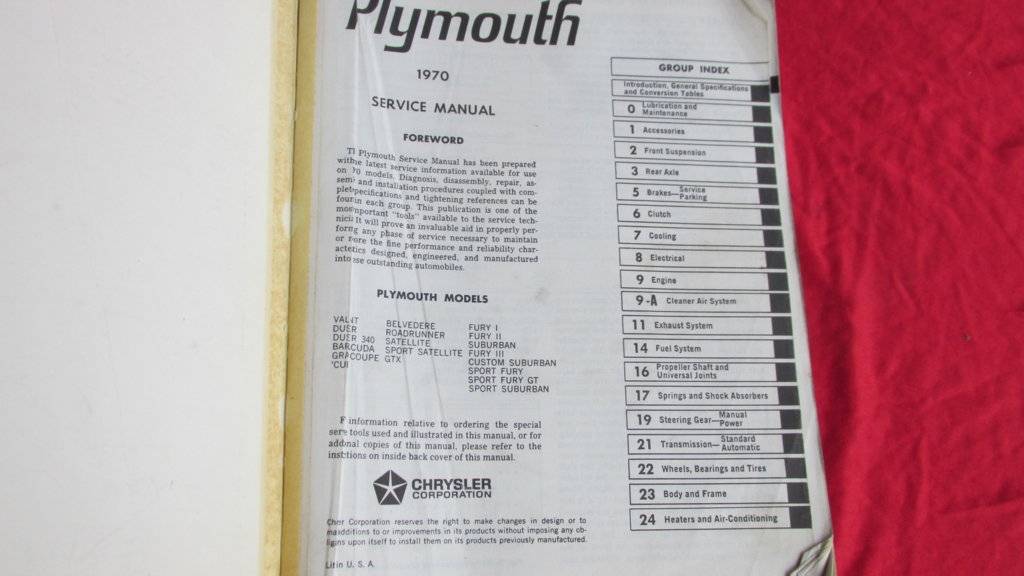 Plymouth
1970
SERVICE MANUAL
FOREWORD
Plymouth Service Manual has been prepared
latest service information available for use
models. Diagnosis, disassembly, repair, as-
and installation procedures coupled with com-
specifications and tightening references can be
in each group. This publication is one of the
"tools" available to the service tech-
It will prove an invaluable aid in properly per-
any phase of service necessary to maintain
or the fine performance and reliability char-
designed, engineered, and manufactured
into outstanding automobiles.
PLYMOUTH MODELS
340
BELVEDERE
ROADRUNNER
SATELLITE
SPORT SATELLITE
GTX
FURY I
FURY II
SUBURBAN
FURY III
CUSTOM SUBURBAN
SPORT FURY
SPORT FURY GT
SPORT SUBURBAN
information relative to ordering the special
tools used and illustrated in this manual, or for
copies of this manual, please refer to the
on inside back cover of this manual.
CHRYSLER
CORPORATION
Corporation reserves the right to make changes in design or to
to or improvements in its products without imposing any ob-
upon itself to install them on its products previously manufactured.
in U. S. A.
GROUP INDEX
Introduction, General Specifications
and Conversion Tables
0 Lubrication and
Maintenance
1 Accessories
2 Front Suspension
3 Rear Axle
5 Brakes—Service
Parking
6 Clutch
7 Cooling
8 Electrical
9 Engine
9-A Cleaner Air System
11 Exhaust System
14 Fuel System
16 Propeller Shaft and
Universal Joints
17 Springs and Shock Absorbers
19 Steering Gear—Manual
Power
21 Transmission—Standard
Automatic
22 Wheels, Bearings and Tires
23 Body and Frame
24 Heaters and Air-Conditioning